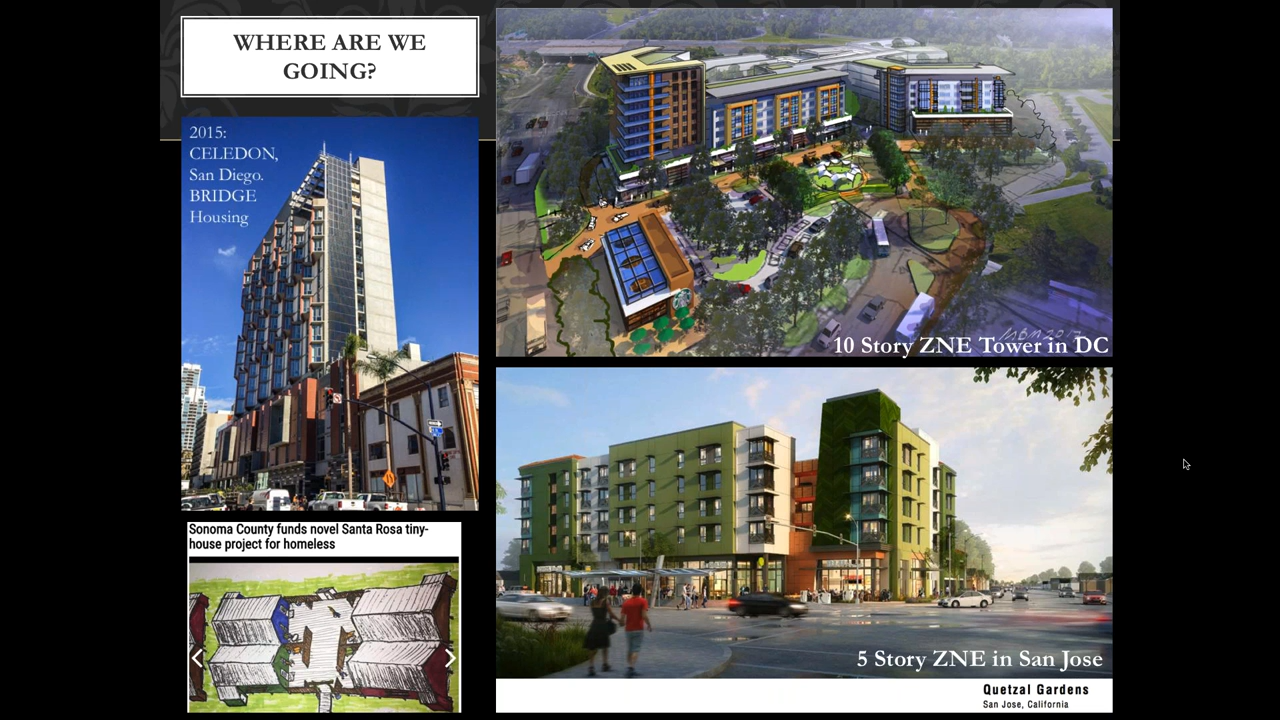 WHERE ARE WE
GOING?
2015:
CELEDON,
San Diego.
BRIDGE
Housing
Sonoma County funds novel Santa Rosa tiny-
house project for homeless
10 Story ZNE Tower in DC
5 Story ZNE in San Jose
Quetzal Gardens
San Jose, California